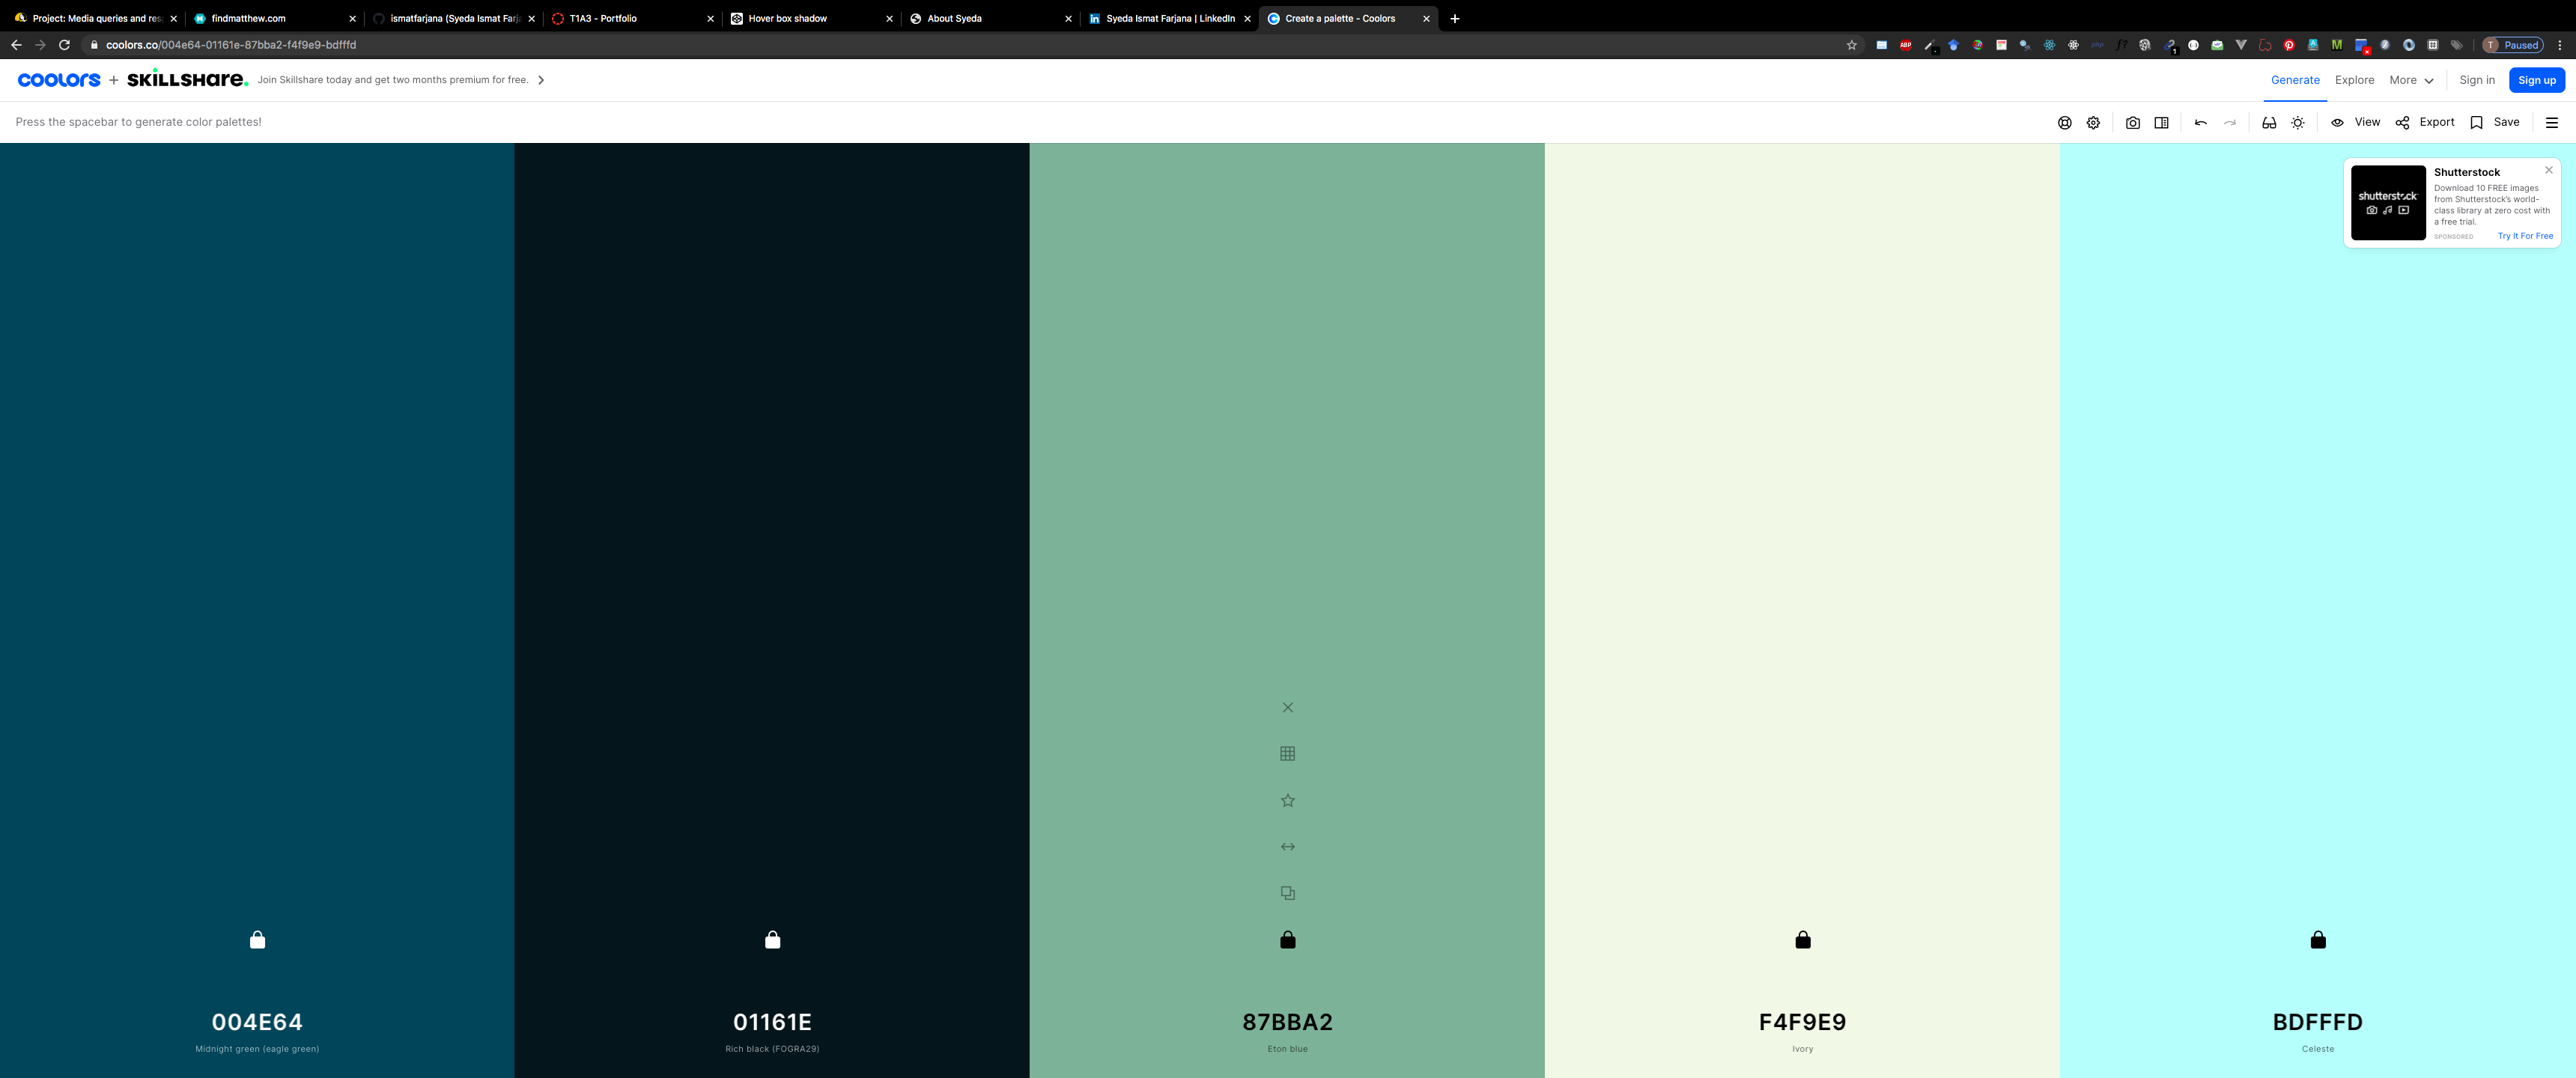 Project: Media queries and res
findmatthew.com
ismatfarjana (Syeda Ismat Farja
T1A3 - Portfolio
Hover box shadow
About Syeda
Syeda Ismat Farjana | LinkedIn
Create a palette - Coolors
coolors.co/004e64-01161e-87bba2-f4f9e9-bdfffd
ABP
T Paused
coolors + SKILLSHARE. Join Skillshare today and get two months premium for free.
Generate Explore More Sign in Sign up
Press the spacebar to generate color palettes!
View Export Save
shutterstock
Shutterstock
Download 10 FREE images
from Shutterstock's world-
class library at zero cost with
a free trial.
SPONSORED Try It For Free
004E64
Midnight green (eagle green)
01161E
Rich black (FOGRA29)
87BBA2
Eton blue
F4F9E9
Ivory
BDFFFD
Celeste